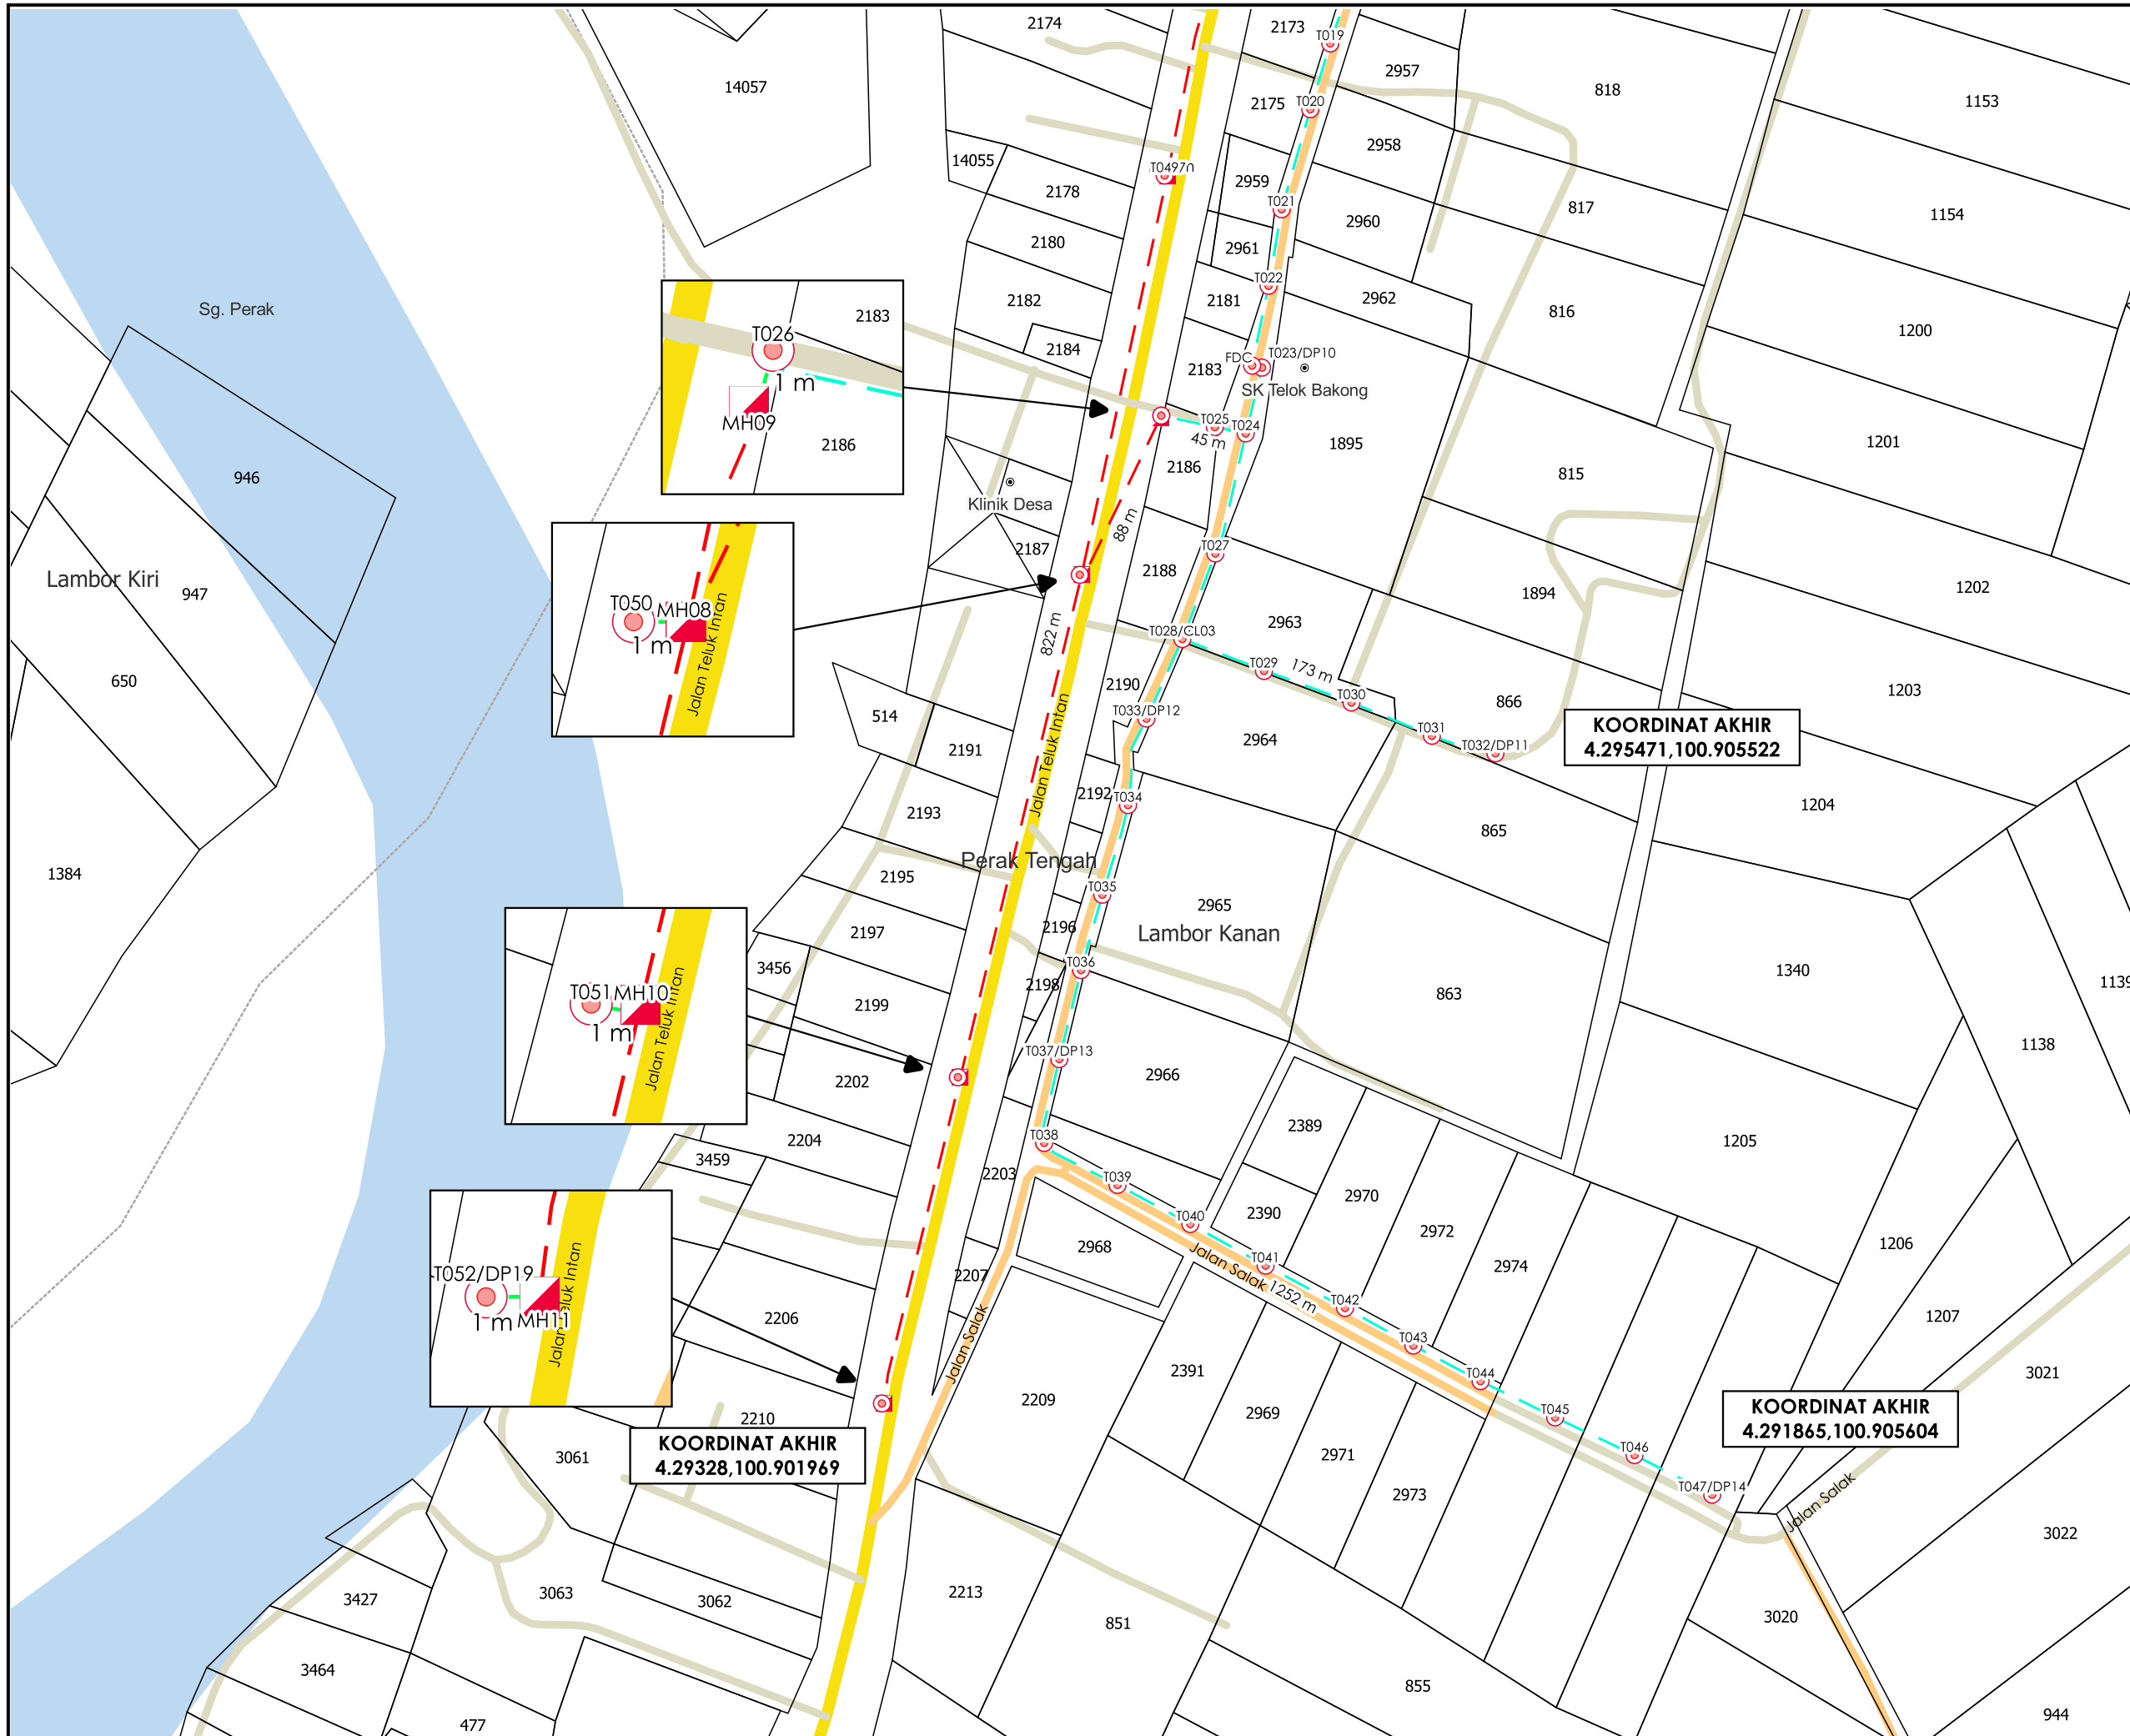 2174
2173
T019
2957
14057
818
1153
2175
T020
2958
14055
2178
2959
T021
2960
817
1154
2180
2961
T022
2962
2182
2181
816
1200
Sg. Perak
2184
FDC
T023/DP10
2183
SK Telok Bakong
T026
2183
1 m
MH09
2186
T025
T024
45 m
1895
1201
2186
815
946
Klinik Desa
88 m
2187
T027
2188
1202
1894
Lambor Kiri
947
T050
MH08
1 m
Jalan Teluk Intan
822 m
T028/CL03
2963
T029
173 m
T030
866
1203
650
2190
T033/DP12
514
2191
2964
T031
T032/DP11
KOORDINAT AKHIR
4.295471,100.905522
Jalan Teluk Intan
2192
T034
2193
1204
865
Perak Tengah
1384
2195
T035
2965
2196
Lambor Kanan
2197
T036
3456
2198
1340
1139
863
2199
T051
MH10
1 m
Jalan Teluk Intan
T037/DP13
2966
1138
2202
2389
2204
T038
1205
3459
2203
T039
2970
2390
T040
2972
2968
Jalan Salak
T041
1252 m
2974
1206
T052/DP19
1 m
MH11
Jalan Teluk Intan
2207
T042
1207
2206
Jalan Salak
T043
2391
T044
3021
2209
2969
T045
KOORDINAT AKHIR
4.291865,100.905604
2210
KOORDINAT AKHIR
4.29328,100.901969
3061
2971
T046
2973
T047/DP14
Jalan Salak
3022
3427
3063
3062
2213
851
3020
3464
855
477
944